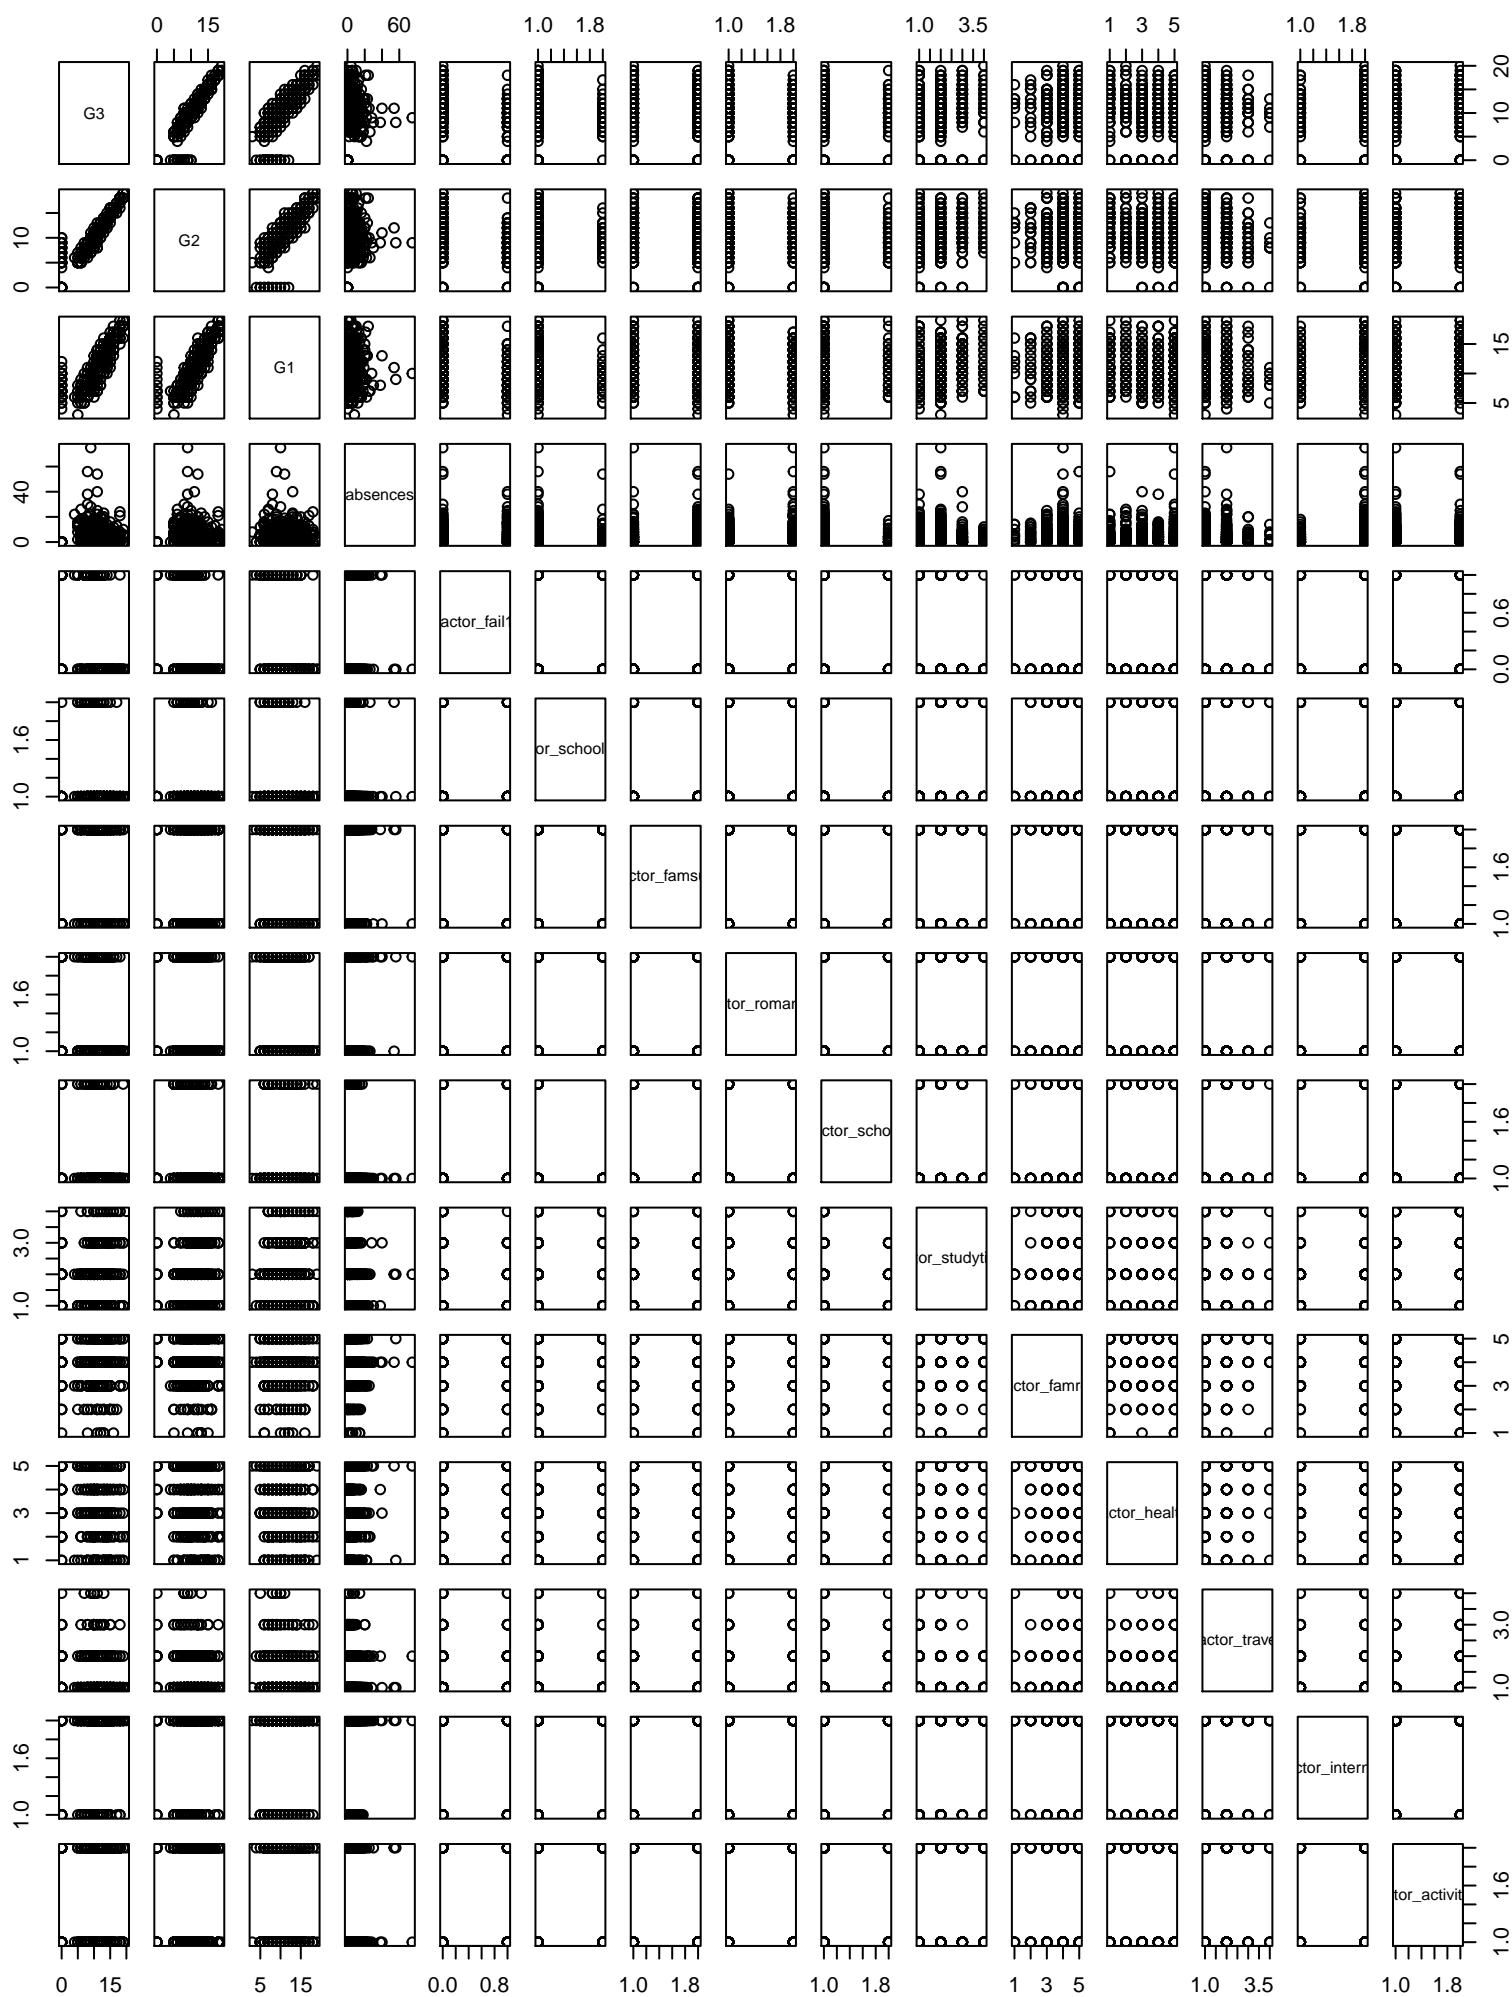 0 15 0 60 1.0 1.8 1.0 1.8 1.0 3.5 1 3 5 1.0 1.8
G3 0 10 20
0 10 G2
G1 5 15
0 40 absences
actor_fail1 0.0 0.6
1.0 1.6 or_school
ctor_famsu 1.0 1.6
1.0 1.6 tor_romar
ctor_scho 1.0 1.6
1.0 3.0 or_studyti
ctor_famr 1 3 5
1 3 5 ctor_healt
actor_trave 1.0 3.0
1.0 1.6 ctor_intern
tor_activit 1.0 1.6
0 15 5 15 0.0 0.8 1.0 1.8 1.0 1.8 1 3 5 1.0 3.5 1.0 1.8